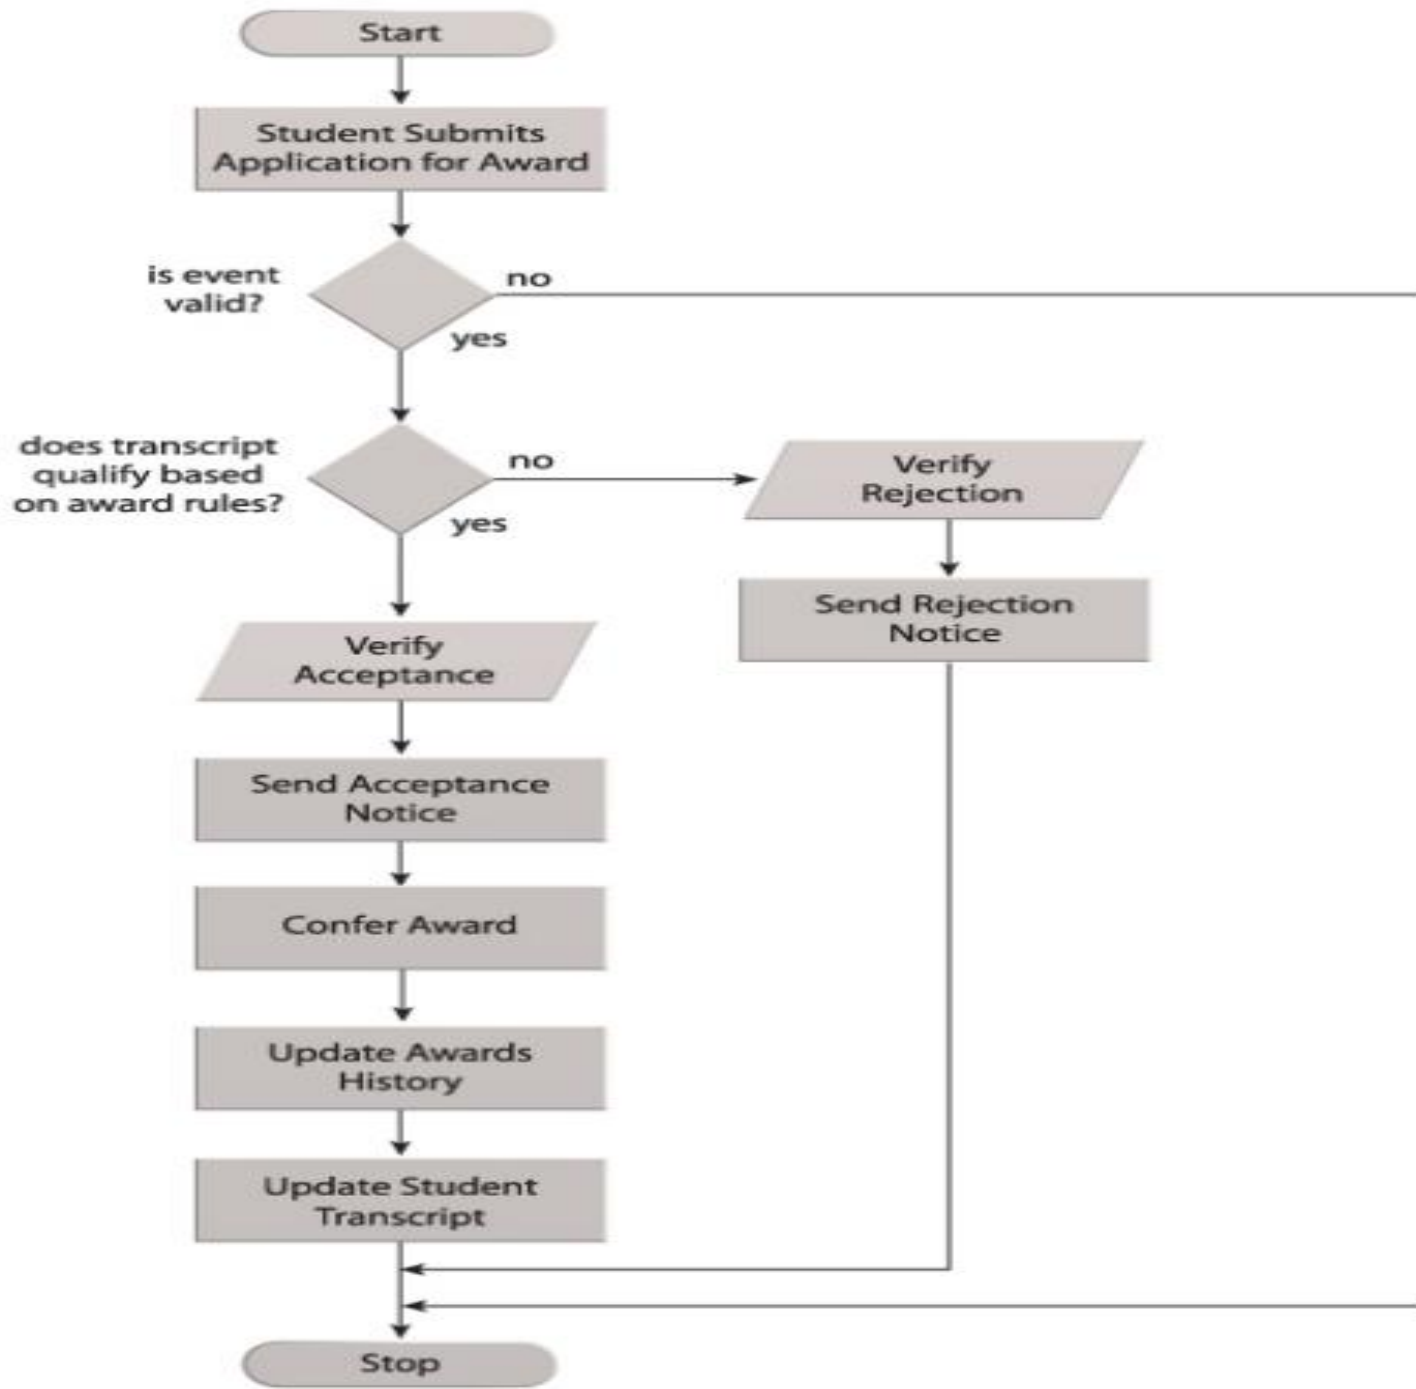 Start
Student Submits
Application for Award
is event
valid?
no
yes
does transcript
qualify based
on award rules?
no
yes
Verify
Rejection
Send Rejection
Notice
Verify
Acceptance
Send Acceptance
Notice
Confer Award
Update Awards
History
Update Student
Transcript
Stop